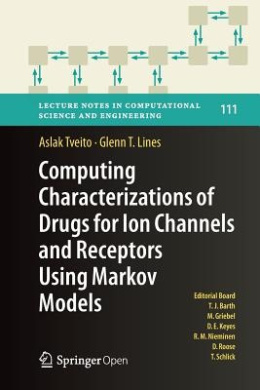 LECTURE NOTES IN COMPUTATIONAL
SCIENCE AND ENGINEERING
111
Aslak Tveito · Glenn T. Lines
Computing
Characterizations of
Drugs for Ion Channels
and Receptors
Using Markov
Models
Editorial Board
T. J. Barth
M. Griebel
D. E. Keyes
R. M. Nieminen
D. Roose
T. Schlick
Springer Open